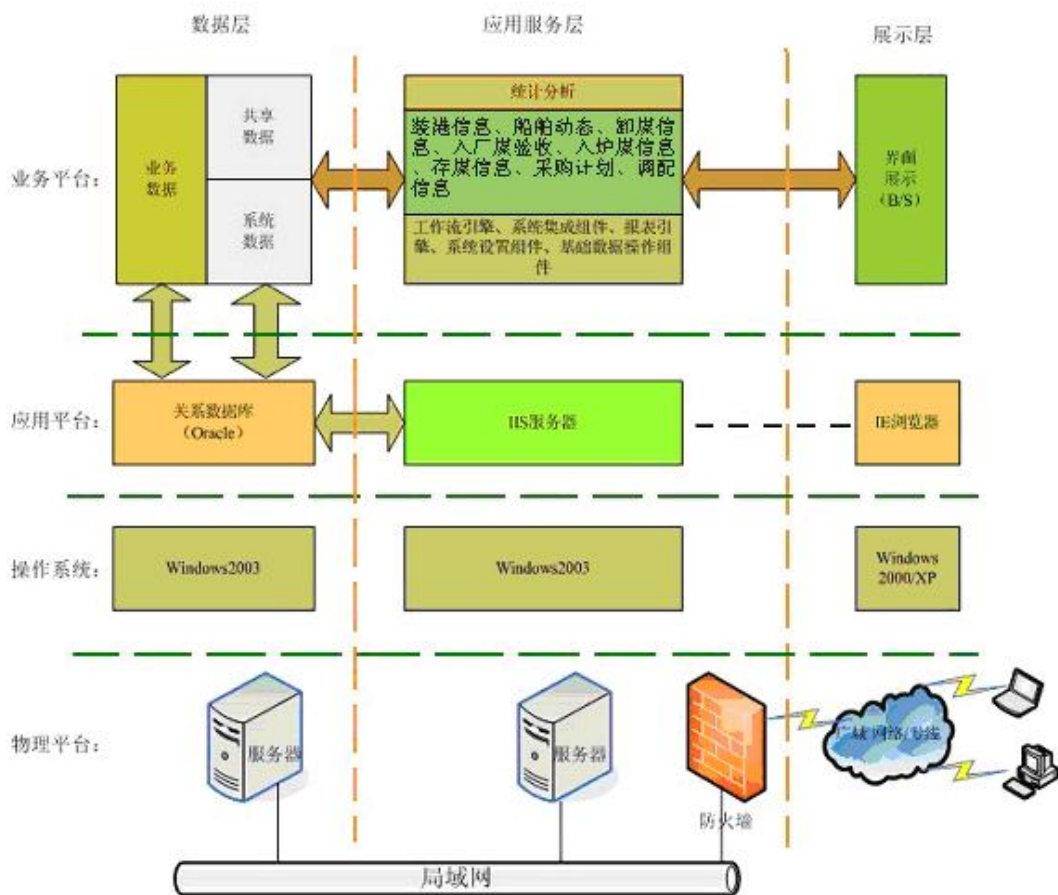 数据层
应用服务层
展示层
业务平台：
业务
数据
共享
数据
系统
数据
统计分析
装港信息、船舶动态、卸煤信
息、入厂煤验收、入炉煤信息
、存煤信息、采购计划、调配
信息
工作流引擎、系统集成组件、报表引
擎、系统设置组件、基础数据操作组
件
界面
展示
（B/S）
应用平台：
关系数据库
（Oracle）
IIS服务器
IE浏览器
操作系统：
Windows2003
Windows2003
Windows
2000/XP
物理平台：
服务器
服务器
防火墙
广域网络/专线
局域网